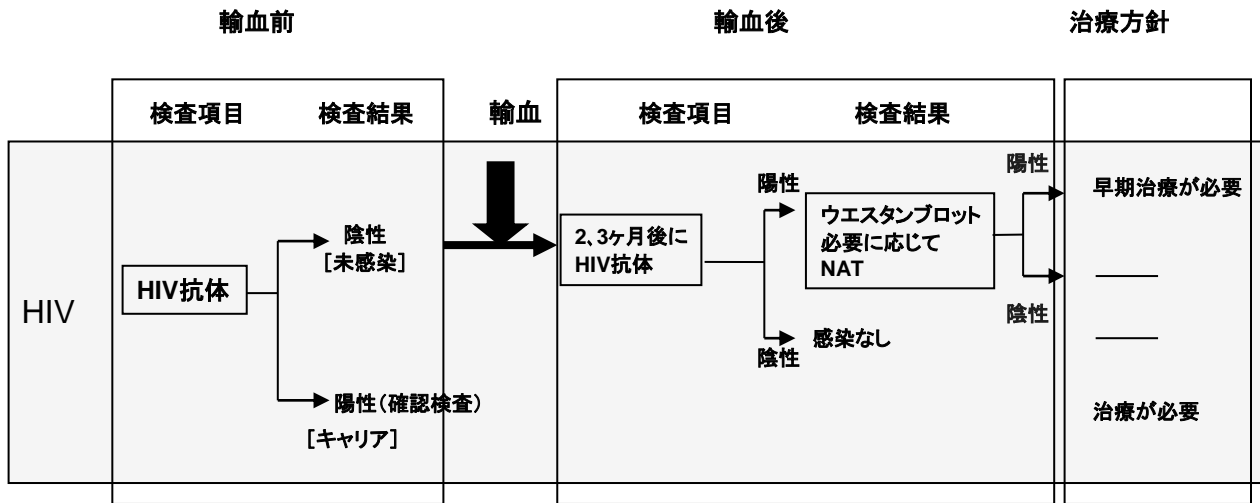 輸血前
輸血後
治療方針
検査項目
検査結果
輸血
検査項目
検査結果
HIV
HIV抗体
陰性
[未感染]
陽性(確認検査)
[キャリア]
2、3ヶ月後に
HIV抗体
陽性
ウエスタンブロット
必要に応じて
NAT
陰性
感染なし
陽性
早期治療が必要
陰性
治療が必要